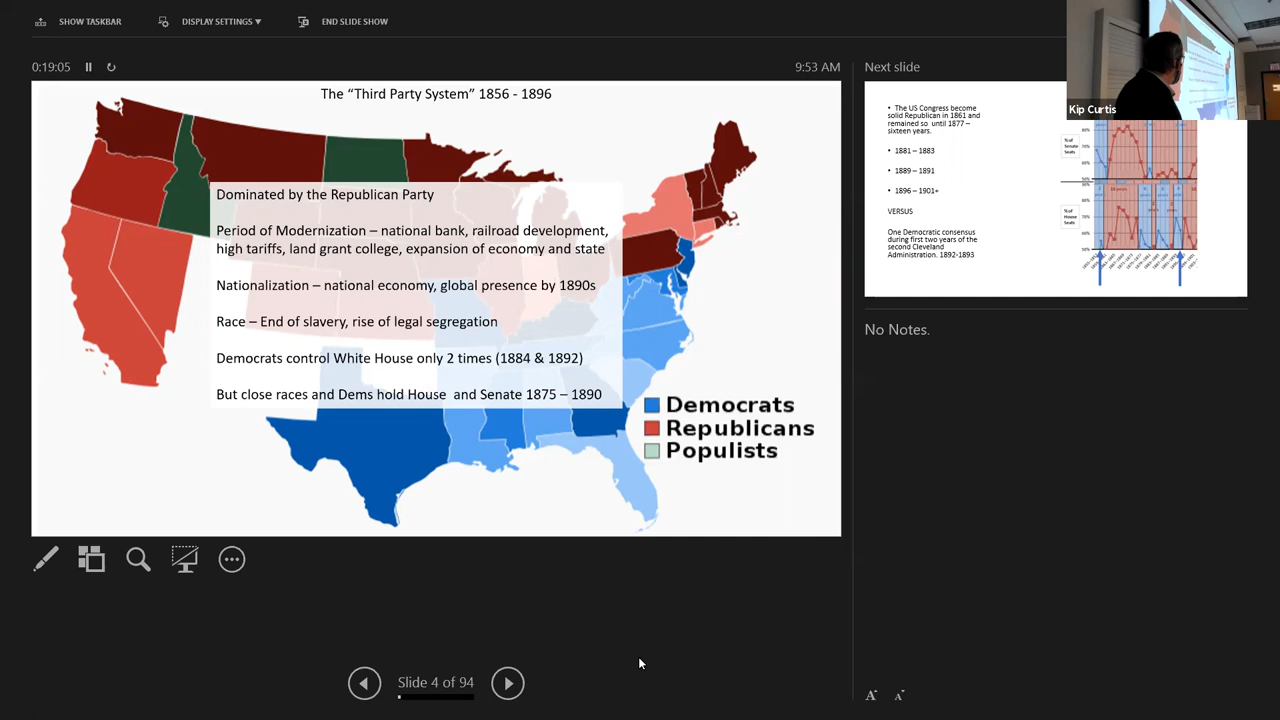 SHOW TASKBAR
DISPLAY SETTINGS ▼
END SLIDE SHOW
0:19:05
9:53 AM
The “Third Party System” 1856 - 1896
Dominated by the Republican Party
Period of Modernization – national bank, railroad development,
high tariffs, land grant college, expansion of economy and state
Nationalization – national economy, global presence by 1890s
Race – End of slavery, rise of legal segregation
Democrats control White House only 2 times (1884 & 1892)
But close races and Dems hold House and Senate 1875 – 1890
Democrats
Republicans
Populists
Slide 4 of 94
Next slide
Kip Curtis
• The US Congress become
solid Republican in 1861 and
remained so until 1877 –
sixteen years.
• 1881 – 1883
• 1889 – 1891
• 1896 – 1901+
VERSUS
One Democratic consensus
during first two years of the
second Cleveland
Administration. 1892-1893
% of
Senate
Seats
% of
House
Seats
No Notes.
A
A